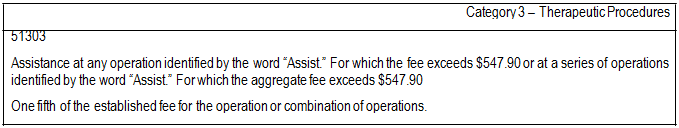 Category 3 – Therapeutic Procedures
51303
Assistance at any operation identified by the word “Assist.” For which the fee exceeds $547.90 or at a series of operations
identified by the word “Assist.” For which the aggregate fee exceeds $547.90
One fifth of the established fee for the operation or combination of operations.